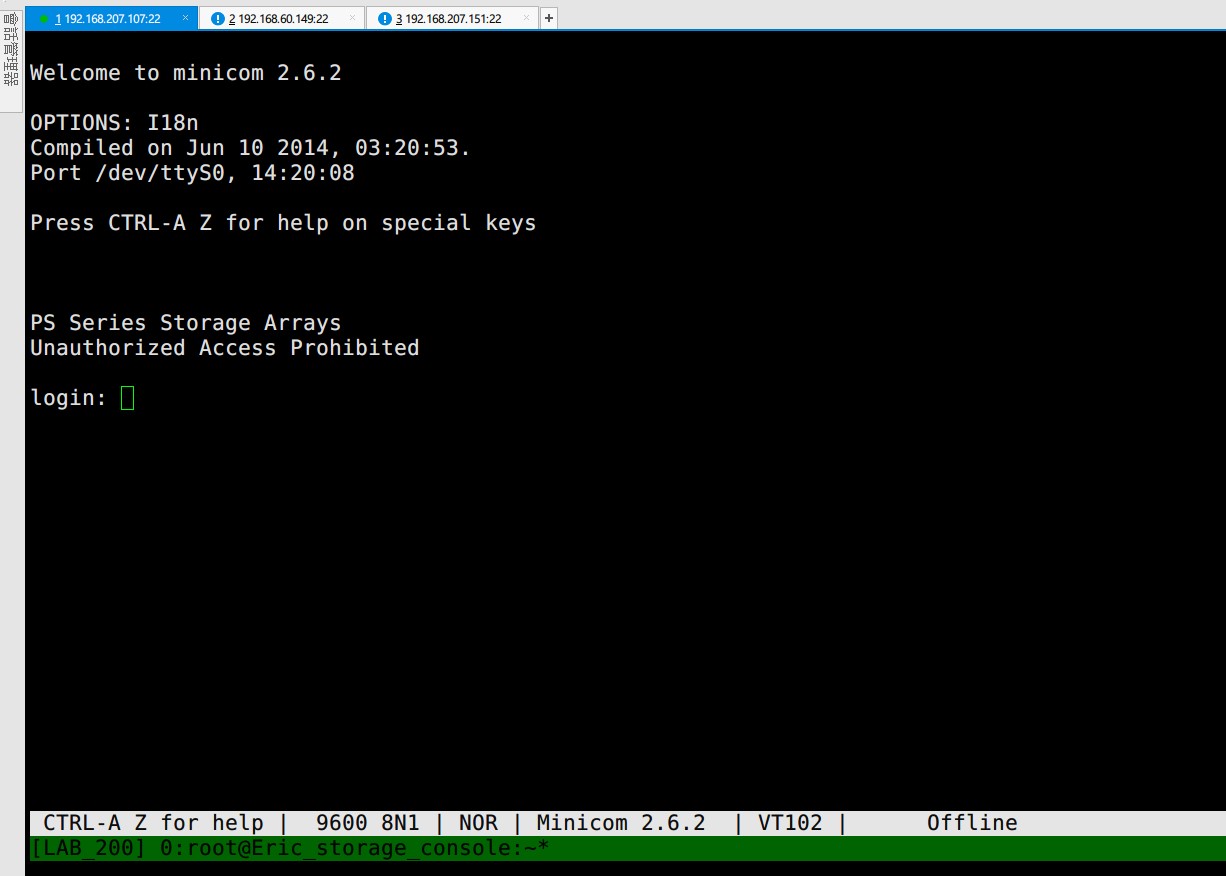 會話管理器
1 192.168.207.107:22 × 2 192.168.60.149:22 × 3 192.168.207.151:22 × +
Welcome to minicom 2.6.2
OPTIONS: I18n
Compiled on Jun 10 2014, 03:20:53.
Port /dev/ttyS0, 14:20:08
Press CTRL-A Z for help on special keys
PS Series Storage Arrays
Unauthorized Access Prohibited
login:
CTRL-A Z for help | 9600 8N1 | NOR | Minicom 2.6.2 | VT102 | Offline
[LAB_200] 0:root@Eric_storage_console:~*